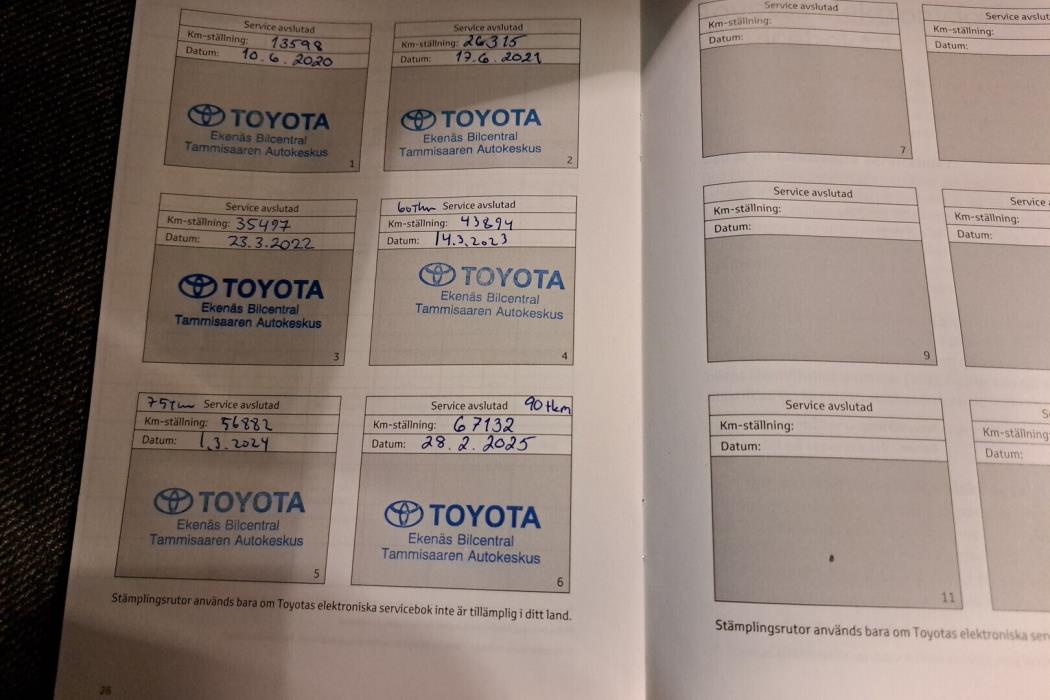 Service avslutad
Km-ställning: 13598
Datum: 10.6.2020
TOYOTA
Ekenäs Bilcentral
Tammisaaren Autokeskus
1
Service avslutad
Km-ställning: 26315
Datum: 17.6.2021
TOYOTA
Ekenäs Bilcentral
Tammisaaren Autokeskus
2
Service avslutad
Km-ställning: 35497
Datum: 23.3.2022
TOYOTA
Ekenäs Bilcentral
Tammisaaren Autokeskus
3
Service avslutad
Km-ställning: 43894
Datum: 14.3.2023
TOYOTA
Ekenäs Bilcentral
Tammisaaren Autokeskus
4
Service avslutad
Km-ställning: 56882
Datum: 1.3.2024
TOYOTA
Ekenäs Bilcentral
Tammisaaren Autokeskus
5
Service avslutad 90 tkm
Km-ställning: 67132
Datum: 28.2.2025
TOYOTA
Ekenäs Bilcentral
Tammisaaren Autokeskus
6
Stämplingsrutor används bara om Toyotas elektroniska servicebok inte är tillämplig i ditt land.
26
Service avslutad
Km-ställning:
Datum:
7
Service avslut
Km-ställning:
Datum:
Service avslutad
Km-ställning:
Datum:
9
Service
Km-ställning:
Datum:
Service avslutad
Km-ställning:
Datum:
11
S
Km-ställning
Datum:
Stämplingsrutor används bara om Toyotas elektroniska ser